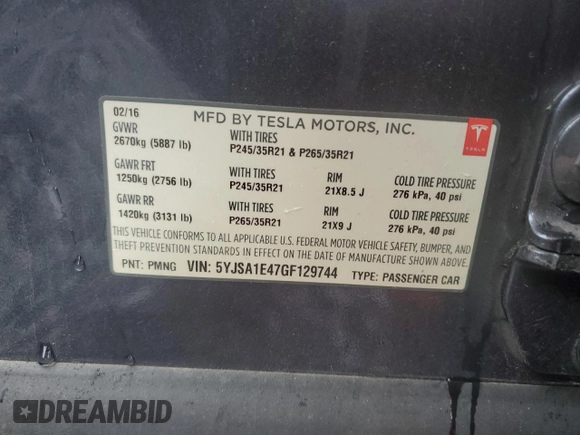 02/16 MFD BY TESLA MOTORS, INC.
GVWR WITH TIRES
2670kg (5887 lb) P245/35R21 & P265/35R21
TESLA
GAWR FRT WITH TIRES RIM COLD TIRE PRESSURE
1250kg (2756 lb) P245/35R21 21X8.5 J 276 kPa, 40 psi
GAWR RR WITH TIRES RIM COLD TIRE PRESSURE
1420kg (3131 lb) P265/35R21 21X9 J 276 kPa, 40 psi
THIS VEHICLE CONFORMS TO ALL APPLICABLE U.S. FEDERAL MOTOR VEHICLE SAFETY, BUMPER, AND
THEFT PREVENTION STANDARDS IN EFFECT ON THE DATE OF MANUFACTURE SHOWN ABOVE.
PNT: PMNG VIN: 5YJSA1E47GF129744 TYPE: PASSENGER CAR
DREAMBID